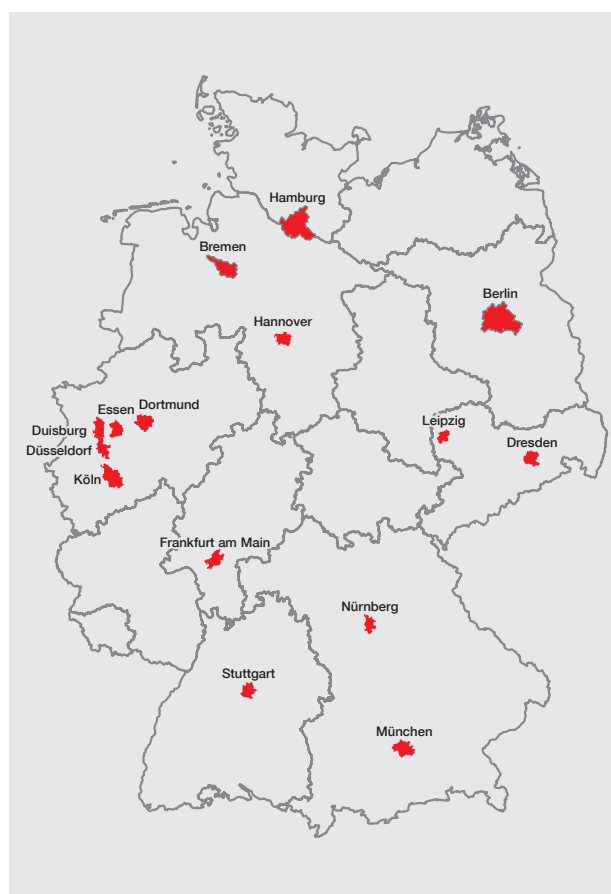 Hamburg
Bremen
Berlin
Hannover
Essen
Dortmund
Duisburg
Düsseldorf
Köln
Leipzig
Dresden
Frankfurt am Main
Nürnberg
Stuttgart
München